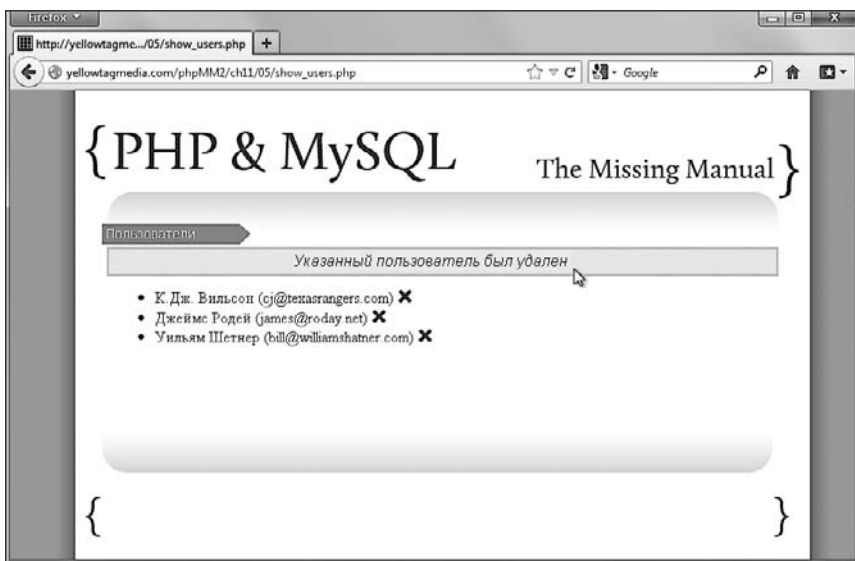 Firefox
http://yellowtagme.../05/show_users.php +
yellowtagmedia.com/phpMM2/ch11/05/show_users.php Google
{PHP & MySQL The Missing Manual}
Пользователи
Указанный пользователь был удален
• К.Дж. Вильсон (cj@texasrangers.com) ✖
• Джеймс Родей (james@roday.net) ✖
• Уильям Шетнер (bill@williamshatner.com) ✖
{ }